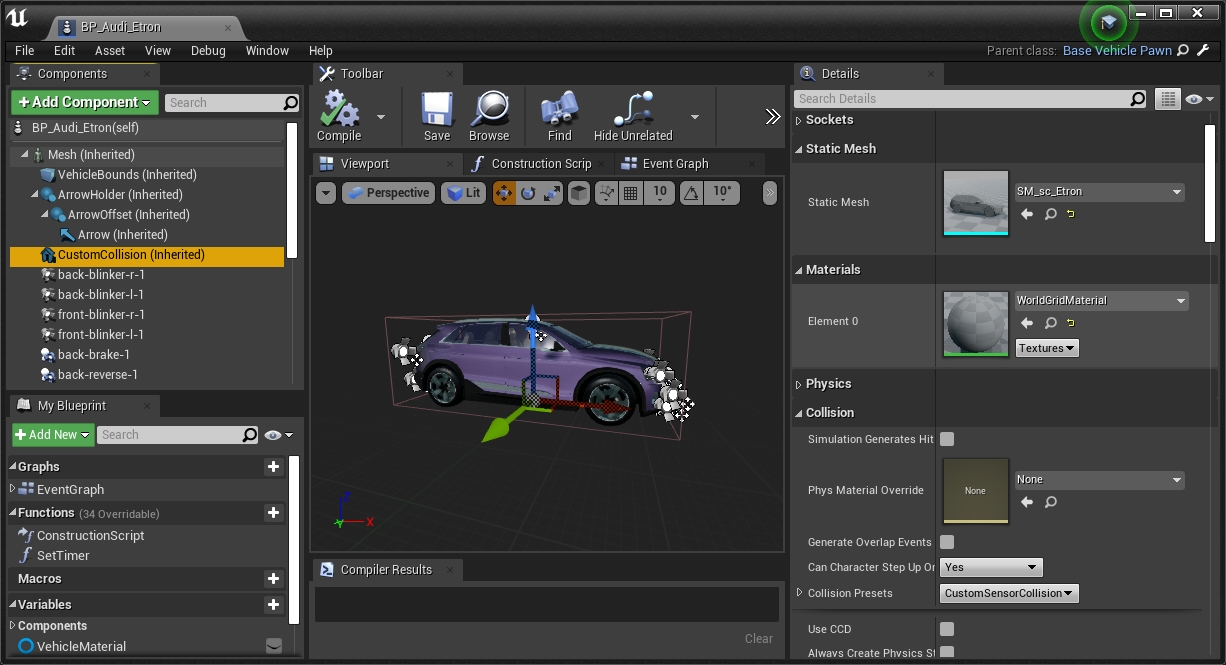 BP_Audi_Etron
File Edit Asset View Debug Window Help
Parent class: Base Vehicle Pawn
Components
+Add Component
Search
BP_Audi_Etron(self)
Mesh (Inherited)
VehicleBounds (Inherited)
ArrowHolder (Inherited)
ArrowOffset (Inherited)
Arrow (Inherited)
CustomCollision (Inherited)
back-blinker-r-1
back-blinker-l-1
front-blinker-r-1
front-blinker-l-1
back-brake-1
back-reverse-1
My Blueprint
+Add New
Search
Graphs
EventGraph
Functions (34 Overridable)
ConstructionScript
SetTimer
Macros
Variables
Components
VehicleMaterial
Toolbar
Compile
Save
Browse
Find
Hide Unrelated
Viewport
Construction Scrip
Event Graph
Perspective
Lit
10
10°
Z
X
Y
Compiler Results
Clear
Details
Search Details
Sockets
Static Mesh
Static Mesh
SM_sc_Etron
Materials
Element 0
WorldGridMaterial
Textures
Physics
Collision
Simulation Generates Hit
Phys Material Override
None
None
Generate Overlap Events
Can Character Step Up On
Yes
Collision Presets
CustomSensorCollision
Use CCD
Always Create Physics St